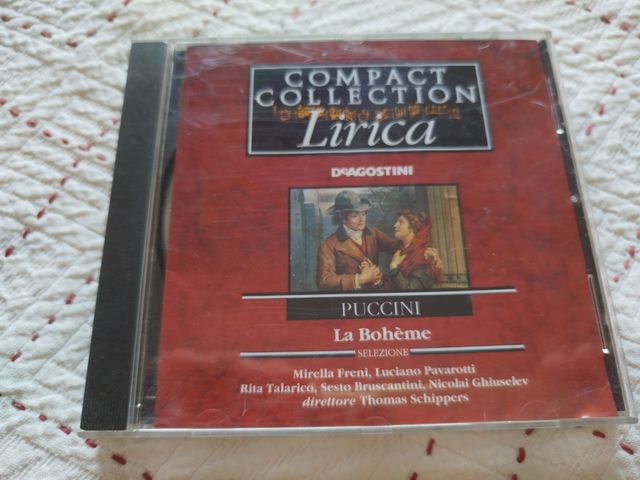 COMPACT
COLLECTION
Lirica
DeAGOSTINI
PUCCINI
La Bohème
SELEZIONE
Mirella Freni, Luciano Pavarotti
Rita Talarico, Sesto Bruscantini, Nicolai Ghiuselev
direttore Thomas Schippers